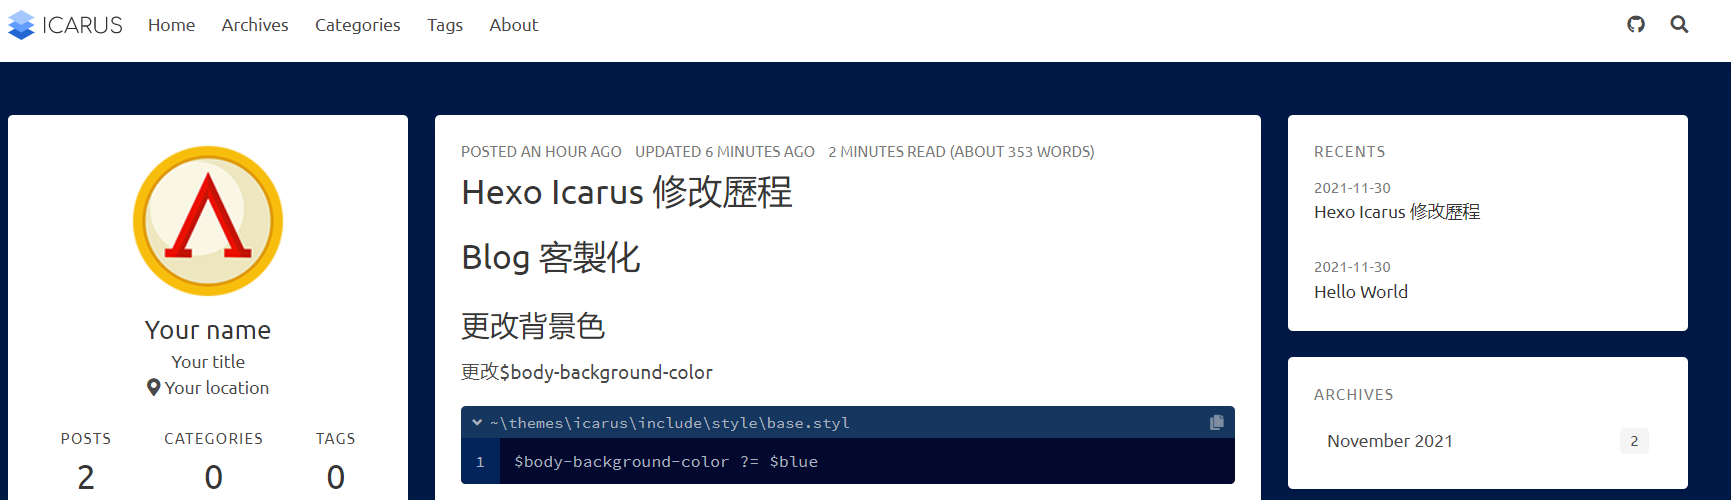 ICARUS Home Archives Categories Tags About
Your name
Your title
Your location
POSTS CATEGORIES TAGS
2 0 0
POSTED AN HOUR AGO UPDATED 6 MINUTES AGO 2 MINUTES READ (ABOUT 353 WORDS)
Hexo Icarus 修改歷程
Blog 客製化
更改背景色
更改$body-background-color
~\themes\icarus\include\style\base.styl
1 $body-background-color ?= $blue
RECENTS
2021-11-30
Hexo Icarus 修改歷程
2021-11-30
Hello World
ARCHIVES
November 2021 2